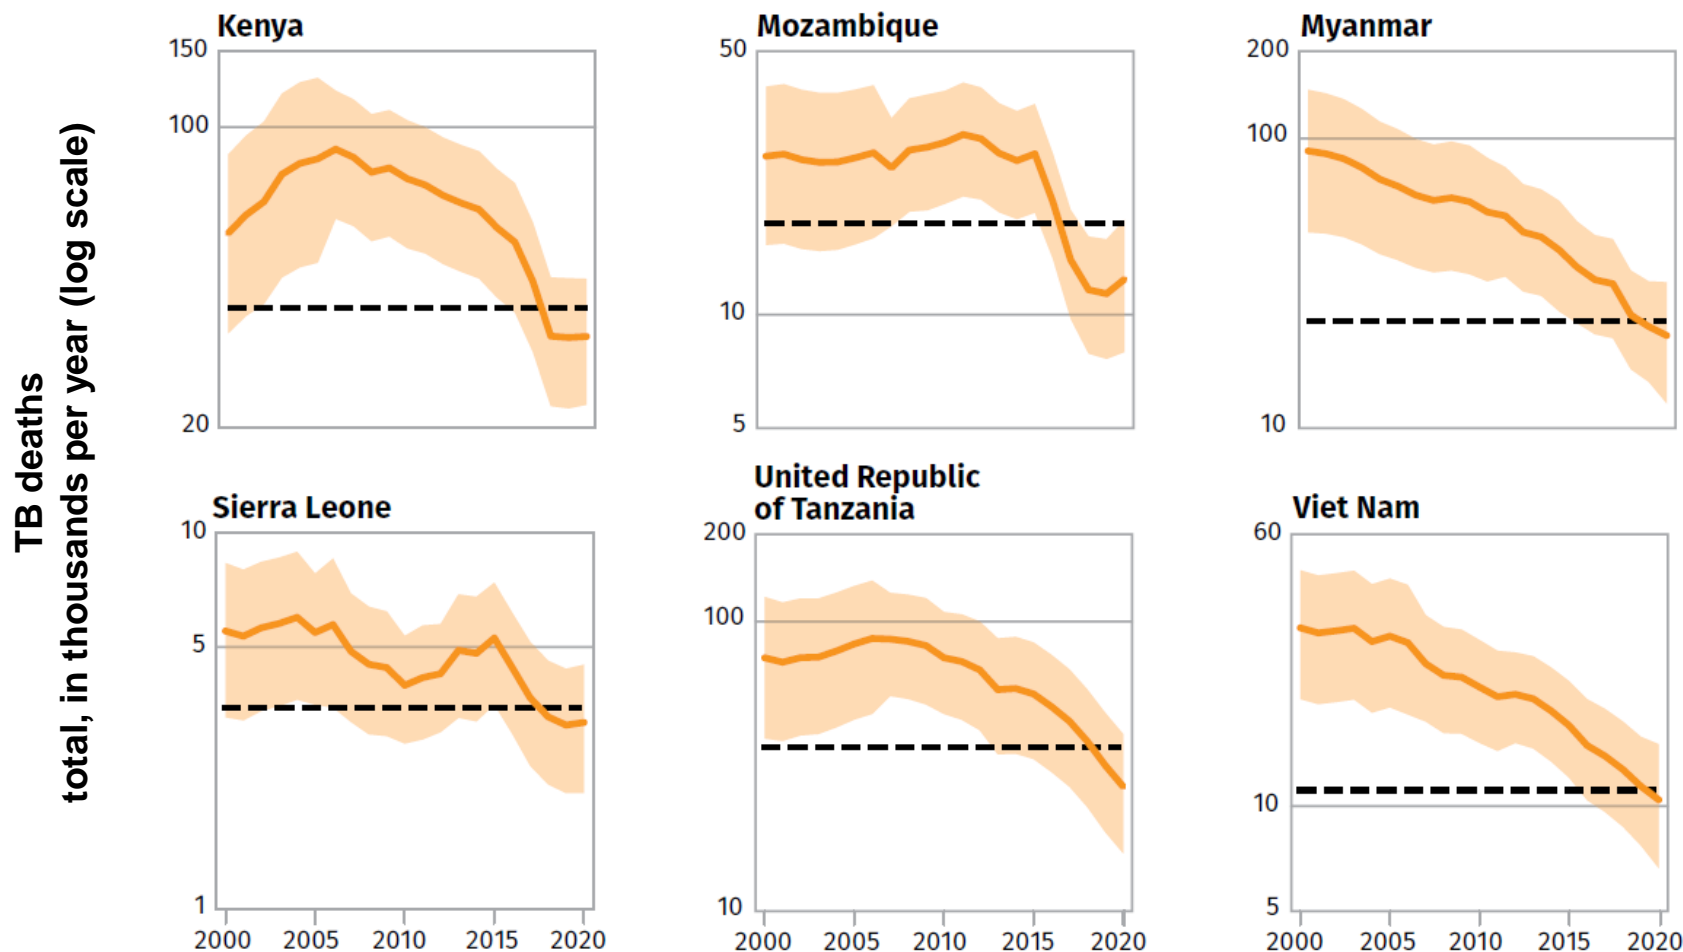 TB deaths
total, in thousands per year (log scale)
Kenya
150
100
20
Mozambique
50
10
5
Myanmar
200
100
10
Sierra Leone
10
5
1
2000 2005 2010 2015 2020
United Republic
of Tanzania
200
100
10
2000 2005 2010 2015 2020
Viet Nam
60
10
5
2000 2005 2010 2015 2020